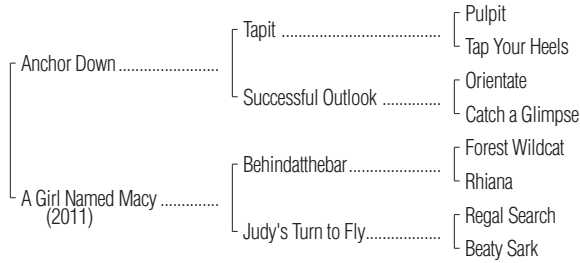 Pulpit
Tapit
Tap Your Heels
Anchor Down
Orientate
Successful Outlook
Catch a Glimpse
Forest Wildcat
Behindatthebar
Rhiana
A Girl Named Macy
(2011)
Regal Search
Judy's Turn to Fly
Beaty Sark